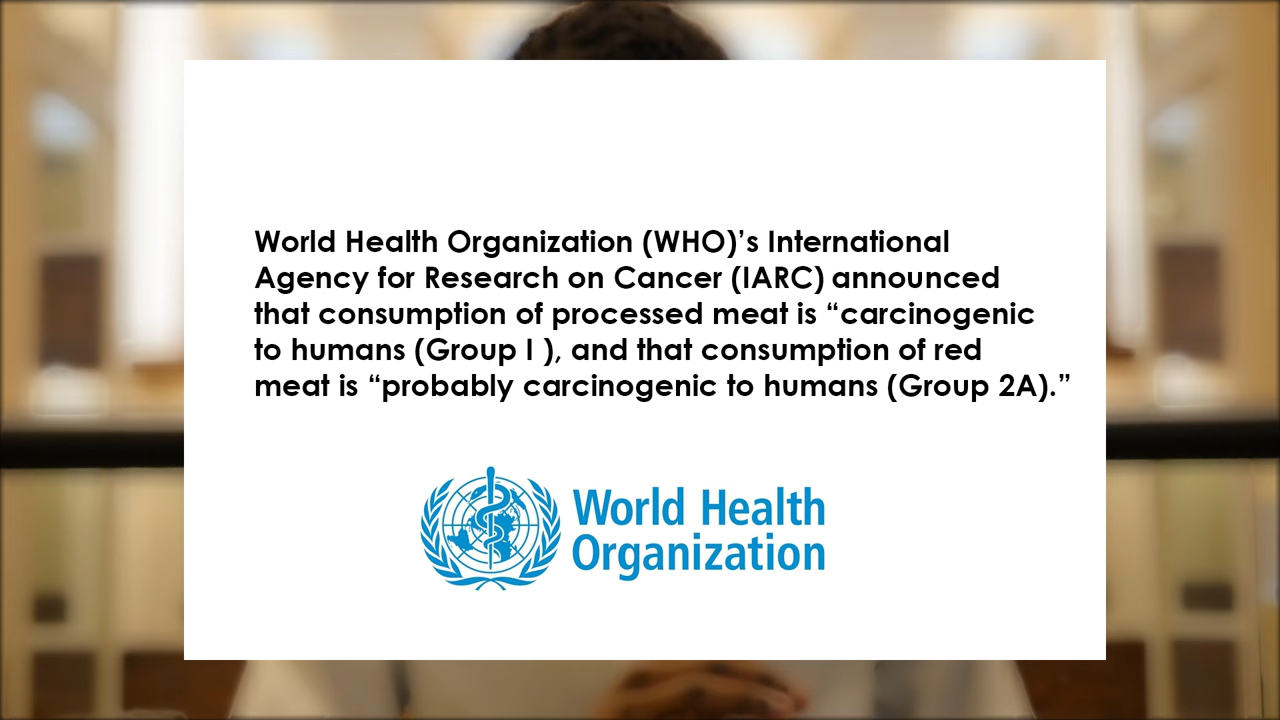 World Health Organization (WHO)’s International
Agency for Research on Cancer (IARC) announced
that consumption of processed meat is “carcinogenic
to humans (Group I ), and that consumption of red
meat is “probably carcinogenic to humans (Group 2A).”
World Health
Organization